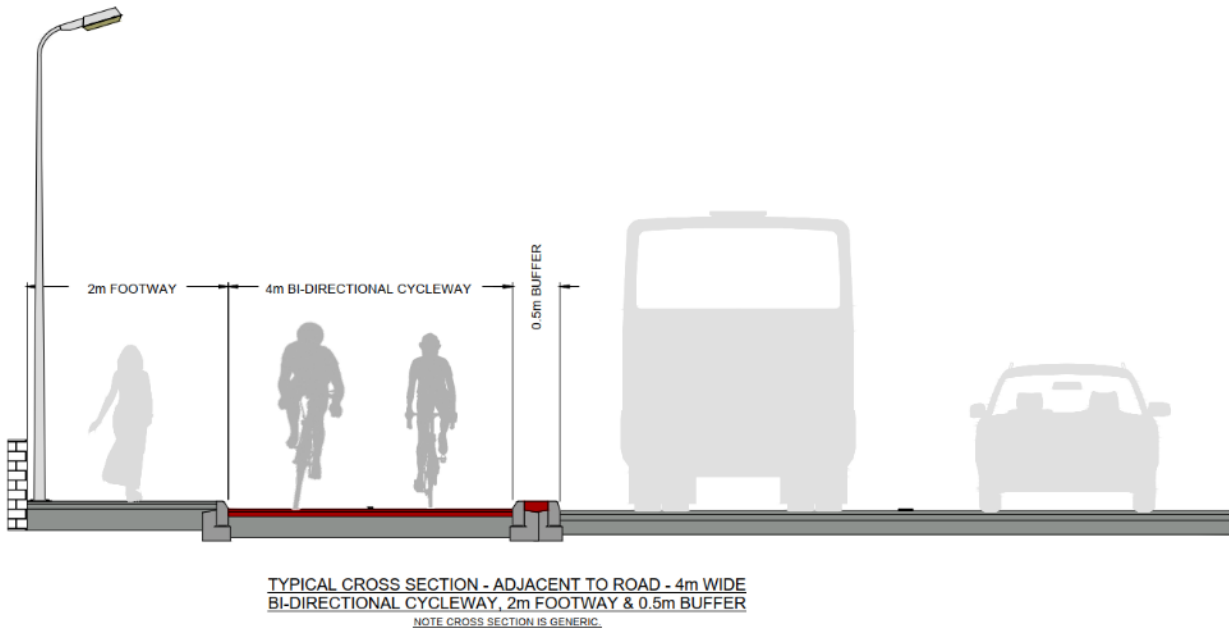 2m FOOTWAY
4m BI-DIRECTIONAL CYCLEWAY
0.5m BUFFER
TYPICAL CROSS SECTION - ADJACENT TO ROAD - 4m WIDE
BI-DIRECTIONAL CYCLEWAY, 2m FOOTWAY & 0.5m BUFFER
NOTE CROSS SECTION IS GENERIC.